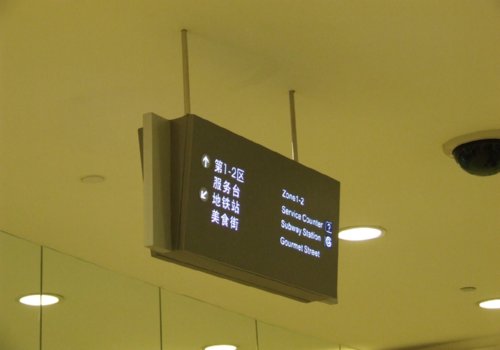 第1-2区
服务台
地铁站
美食街
Zone1-2
Service Counter ?
Subway Station
Gourmet Street